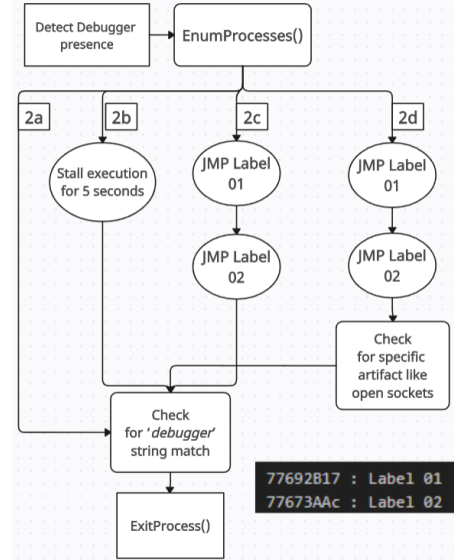 Detect Debugger
presence
EnumProcesses()
2a
2b
2c
2d
Stall execution
for 5 seconds
JMP Label
01
JMP Label
01
JMP Label
02
JMP Label
02
Check
for specific
artifact like
open sockets
Check
for 'debugger'
string match
77692B17 : Label 01
77673AAc : Label 02
ExitProcess()